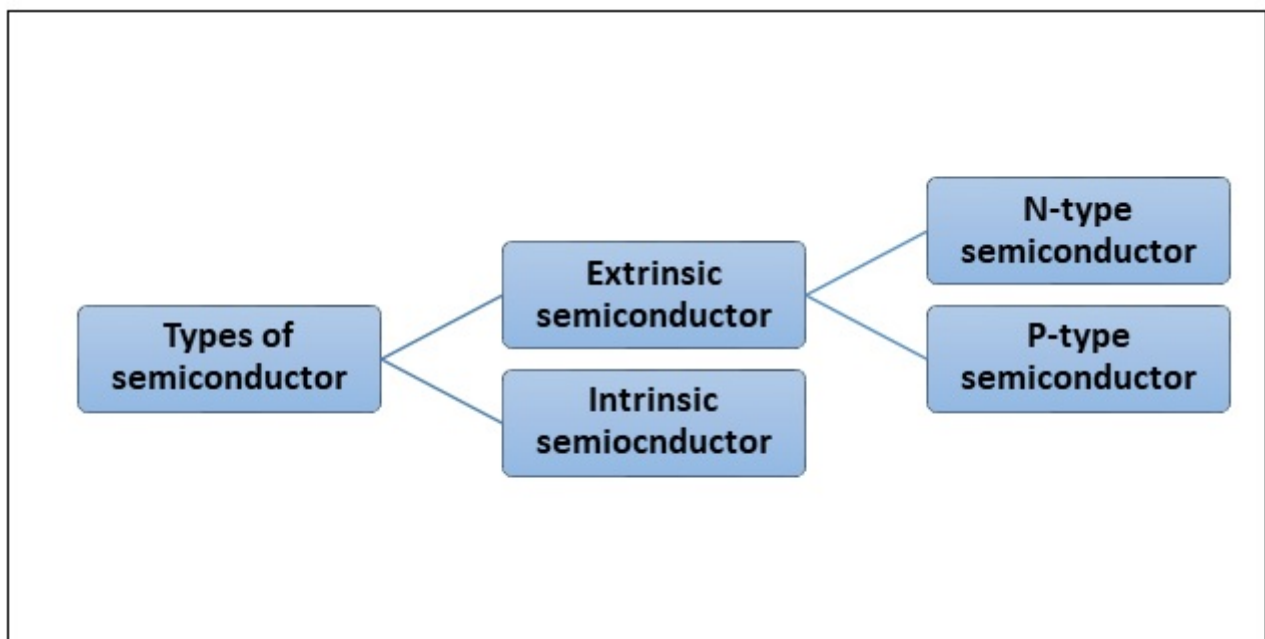 Types of
semiconductor
Extrinsic
semiconductor
Intrinsic
semiocnductor
N-type
semiconductor
P-type
semiconductor